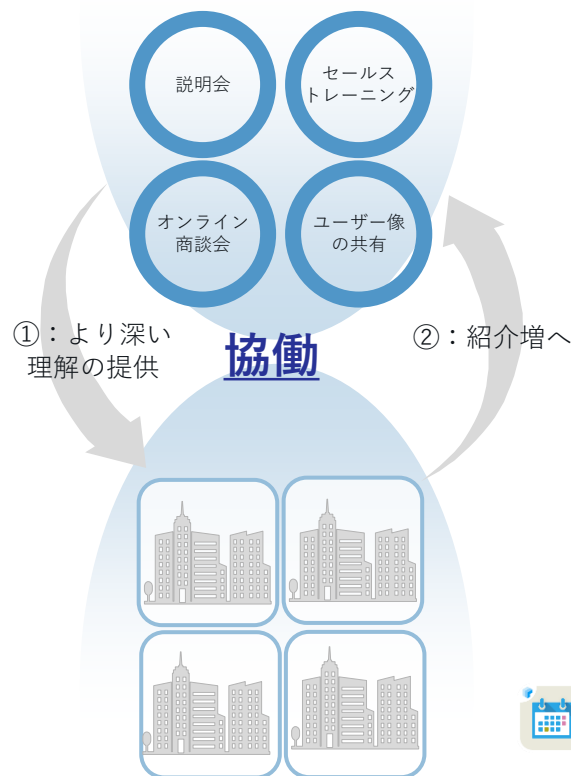 説明会
セールス
トレーニング
オンライン
商談会
ユーザー像
の共有
①：より深い
理解の提供
協働
②：紹介増へ